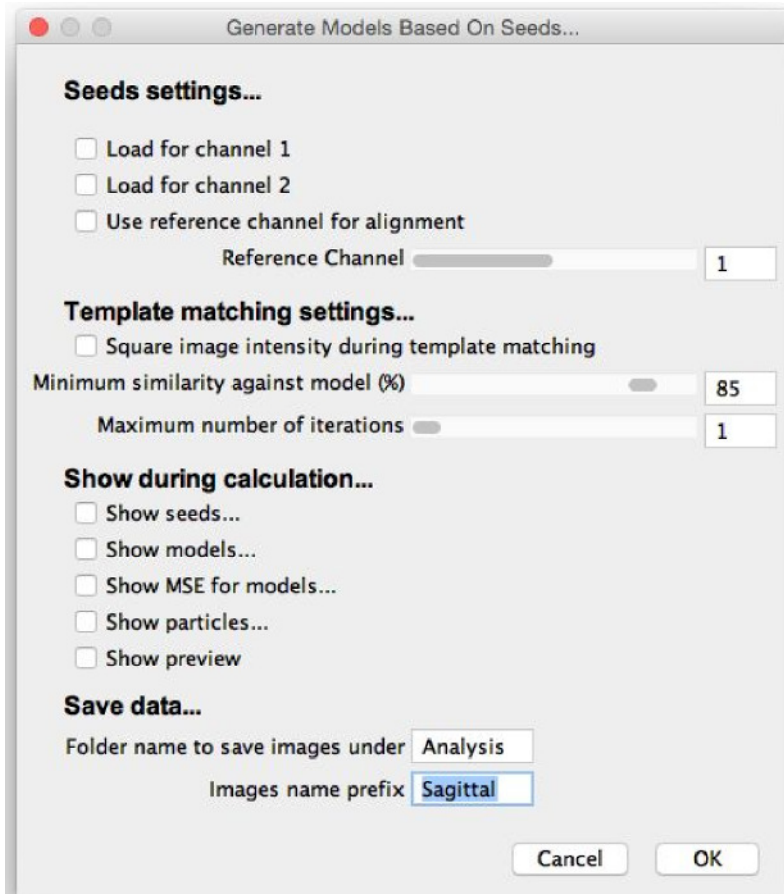 Generate Models Based On Seeds...
Seeds settings...
Load for channel 1
Load for channel 2
Use reference channel for alignment
Reference Channel 1
Template matching settings...
Square image intensity during template matching
Minimum similarity against model (%) 85
Maximum number of iterations 1
Show during calculation...
Show seeds...
Show models...
Show MSE for models...
Show particles...
Show preview
Save data...
Folder name to save images under Analysis
Images name prefix Sagittal
Cancel OK